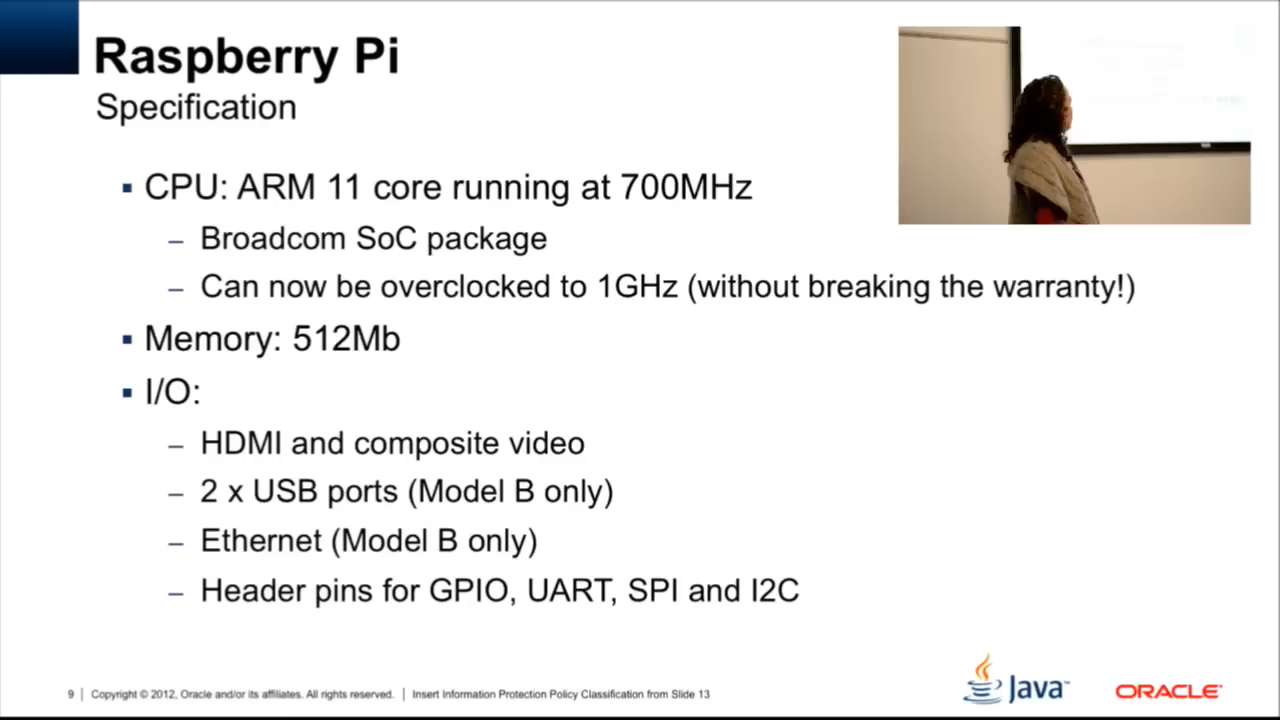 Raspberry Pi
Specification
▪ CPU: ARM 11 core running at 700MHz
– Broadcom SoC package
– Can now be overclocked to 1GHz (without breaking the warranty!)
▪ Memory: 512Mb
▪ I/O:
– HDMI and composite video
– 2 x USB ports (Model B only)
– Ethernet (Model B only)
– Header pins for GPIO, UART, SPI and I2C
9 | Copyright © 2012, Oracle and/or its affiliates. All rights reserved. | Insert Information Protection Policy Classification from Slide 13
Java™
ORACLE®